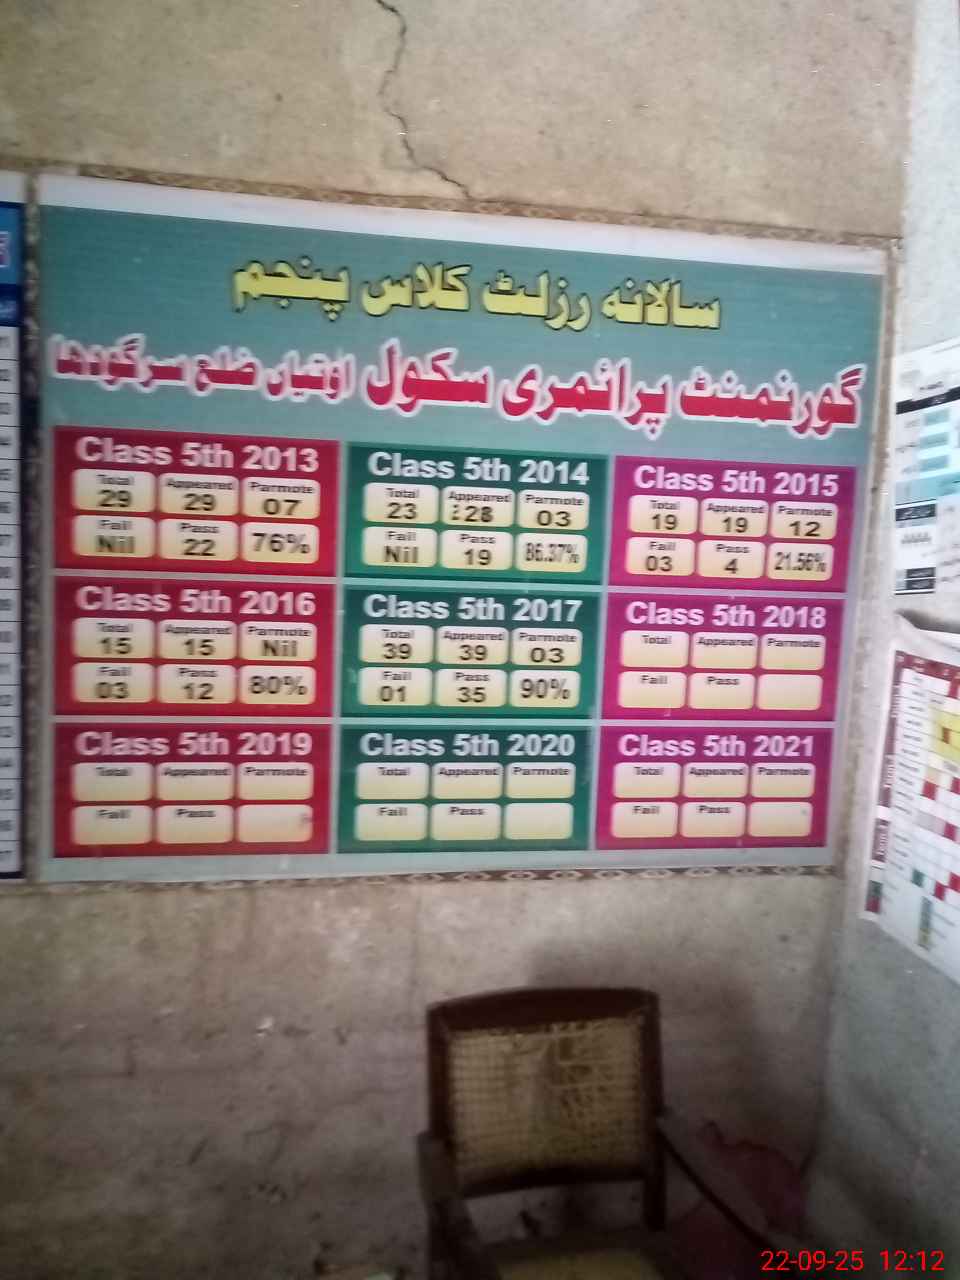 سالانہ رزلٹ کلاس پنجم
گورنمنٹ پرائمری سکول اوتیاں ضلع سرگودھا
Class 5th 2013
Total Appeared Parmote
29 29 07
Fail Pass
Nil 22 76%
Class 5th 2014
Total Appeared Parmote
23 28 03
Fail Pass
Nil 19 86.37%
Class 5th 2015
Total Appeared Parmote
19 19 12
Fail Pass
03 4 21.56%
Class 5th 2016
Total Appeared Parmote
15 15 Nil
Fail Pass
03 12 80%
Class 5th 2017
Total Appeared Parmote
39 39 03
Fail Pass
01 35 90%
Class 5th 2018
Total Appeared Parmote
Fail Pass
Class 5th 2019
Total Appeared Parmote
Fail Pass
Class 5th 2020
Total Appeared Parmote
Fail Pass
Class 5th 2021
Total Appeared Parmote
Fail Pass
22-09-25 12:12